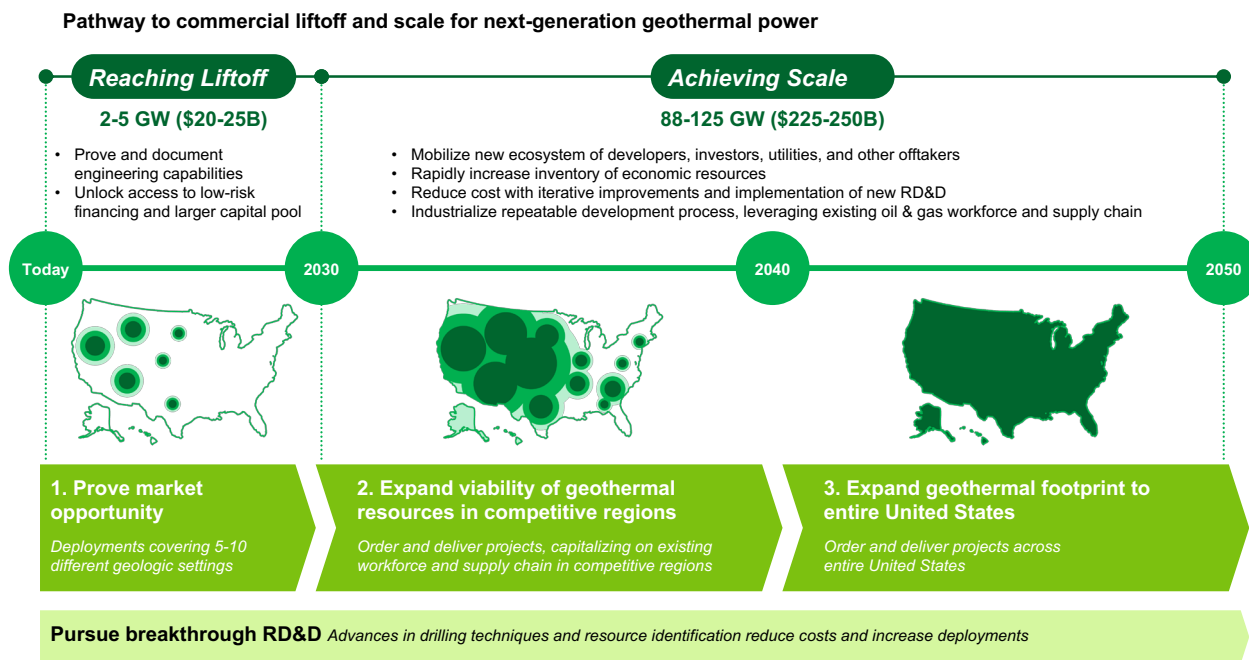 Pathway to commercial liftoff and scale for next-generation geothermal power
Reaching Liftoff
2-5 GW ($20-25B)
• Prove and document
engineering capabilities
• Unlock access to low-risk
financing and larger capital pool
Achieving Scale
88-125 GW ($225-250B)
• Mobilize new ecosystem of developers, investors, utilities, and other offtakers
• Rapidly increase inventory of economic resources
• Reduce cost with iterative improvements and implementation of new RD&D
• Industrialize repeatable development process, leveraging existing oil & gas workforce and supply chain
Today
2030
2040
2050
1. Prove market
opportunity
Deployments covering 5-10
different geologic settings
2. Expand viability of geothermal
resources in competitive regions
Order and deliver projects, capitalizing on existing
workforce and supply chain in competitive regions
3. Expand geothermal footprint to
entire United States
Order and deliver projects across
entire United States
Pursue breakthrough RD&D Advances in drilling techniques and resource identification reduce costs and increase deployments